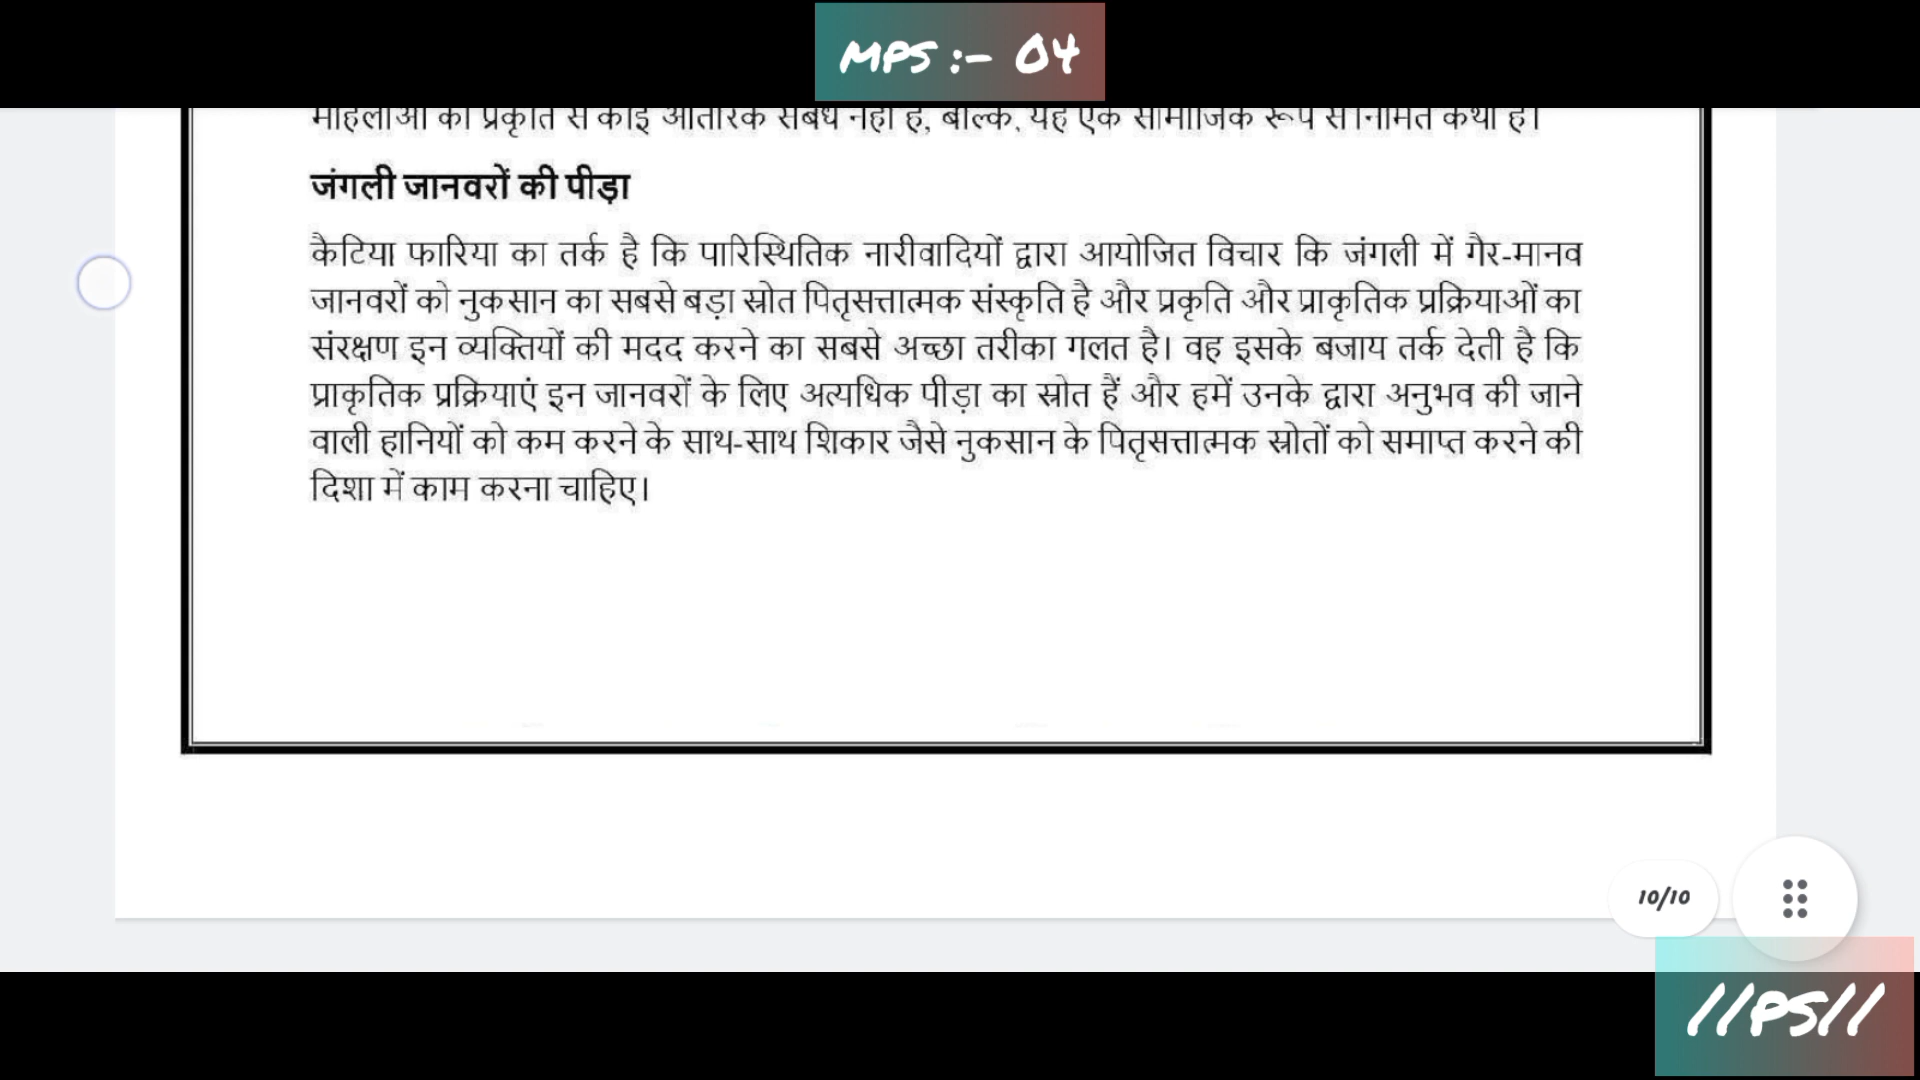 MPS :- 04
महिलाओं का प्रकृति से कोई आंतरिक संबंध नहीं है, बल्कि, यह एक सामाजिक रूप से निर्मित कथा है।
जंगली जानवरों की पीड़ा
कैटिया फारिया का तर्क है कि पारिस्थितिक नारीवादियों द्वारा आयोजित विचार कि जंगली में गैर-मानव
जानवरों को नुकसान का सबसे बड़ा स्रोत पितृसत्तात्मक संस्कृति है और प्रकृति और प्राकृतिक प्रक्रियाओं का
संरक्षण इन व्यक्तियों की मदद करने का सबसे अच्छा तरीका गलत है। वह इसके बजाय तर्क देती है कि
प्राकृतिक प्रक्रियाएं इन जानवरों के लिए अत्यधिक पीड़ा का स्रोत हैं और हमें उनके द्वारा अनुभव की जाने
वाली हानियों को कम करने के साथ-साथ शिकार जैसे नुकसान के पितृसत्तात्मक स्रोतों को समाप्त करने की
दिशा में काम करना चाहिए।
10/10
//PS//